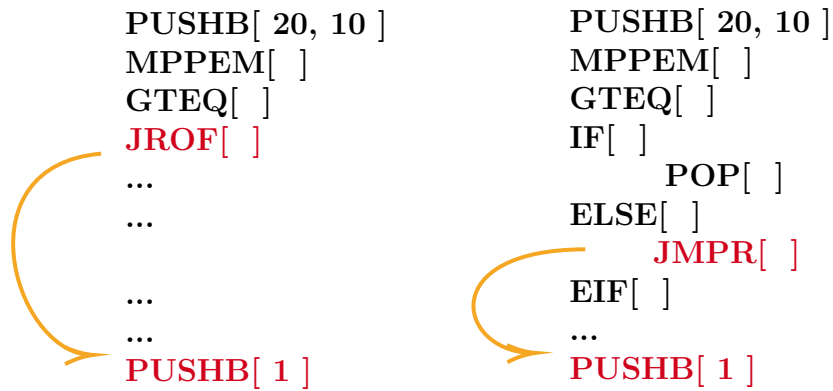 PUSHB[ 20, 10 ]
MPPEM[ ]
GTEQ[ ]
JROF[ ]
...
...
...
...
PUSHB[ 1 ]
PUSHB[ 20, 10 ]
MPPEM[ ]
GTEQ[ ]
IF[ ]
POP[ ]
ELSE[ ]
JMPR[ ]
EIF[ ]
...
PUSHB[ 1 ]